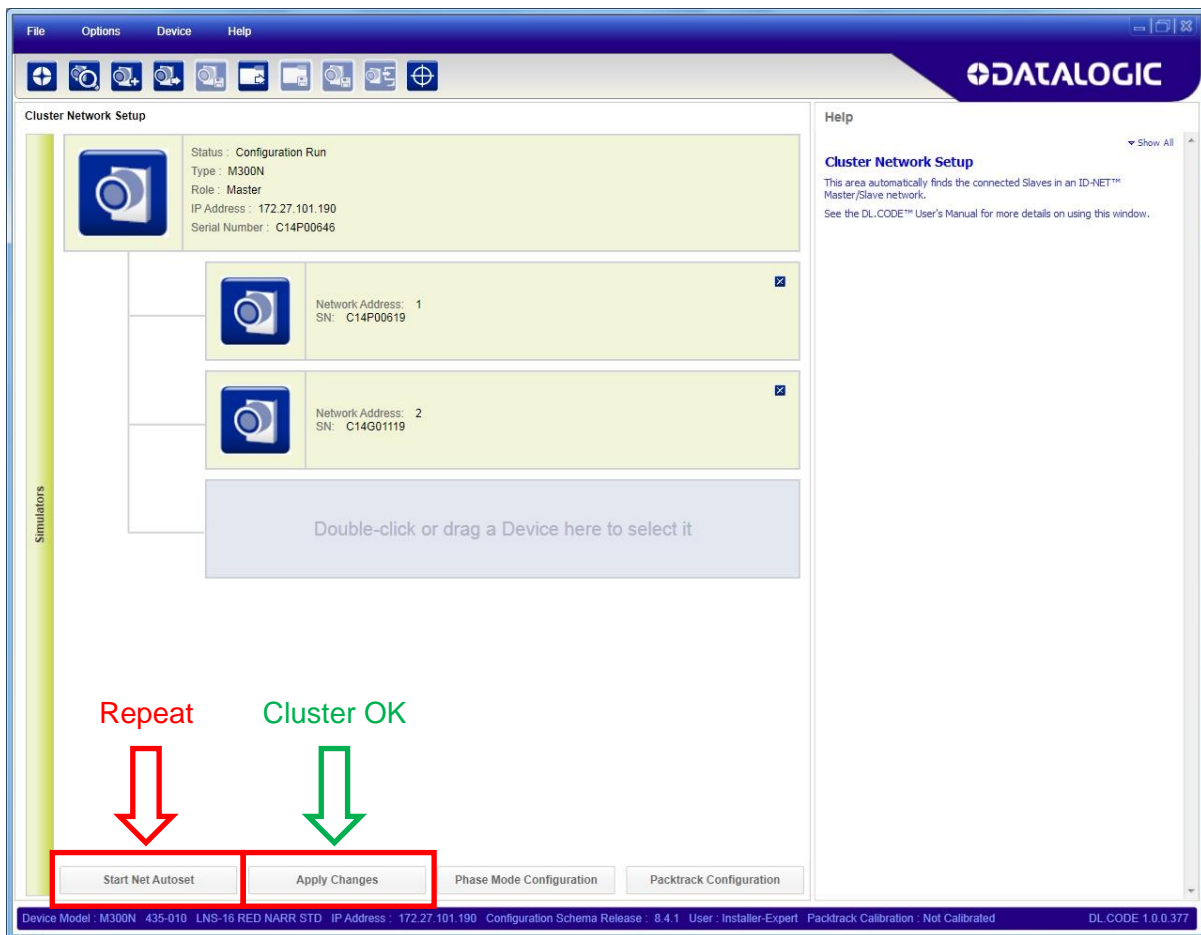 File Options Device Help
DATALOGIC
Cluster Network Setup
Status : Configuration Run
Type : M300N
Role : Master
IP Address : 172.27.101.190
Serial Number : C14P00646
Network Address: 1
SN: C14P00619
Network Address: 2
SN: C14G01119
Double-click or drag a Device here to select it
Simulators
Repeat Cluster OK
Start Net Autoset Apply Changes Phase Mode Configuration Packtrack Configuration
Help
Show All
Cluster Network Setup
This area automatically finds the connected Slaves in an ID-NET™
Master/Slave network.
See the DL.CODE™ User's Manual for more details on using this window.
Device Model : M300N 435-010 LNS-16 RED NARR STD IP Address : 172.27.101.190 Configuration Schema Release : 8.4.1 User : Installer-Expert Packtrack Calibration : Not Calibrated DL.CODE 1.0.0.377